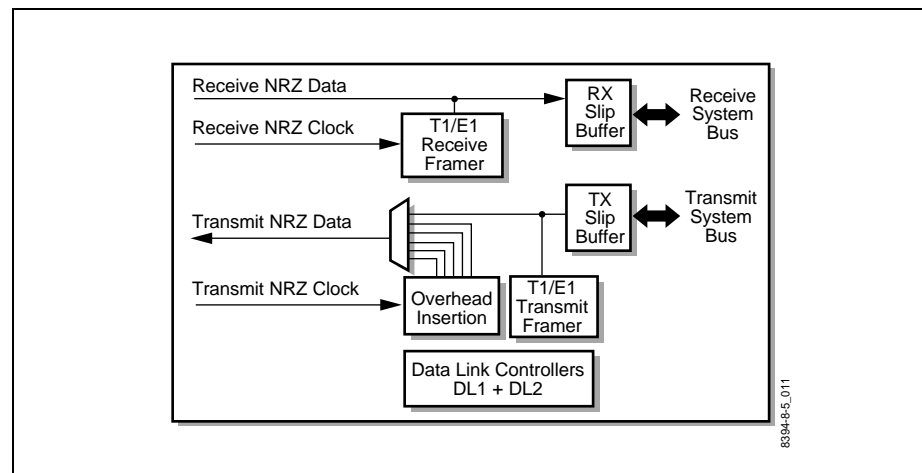 Receive NRZ Data
Receive NRZ Clock
T1/E1
Receive
Framer
RX
Slip
Buffer
Receive
System
Bus
Transmit NRZ Data
Transmit NRZ Clock
Overhead
Insertion
T1/E1
Transmit
Framer
TX
Slip
Buffer
Transmit
System
Bus
Data Link Controllers
DL1 + DL2
8394-8-5_011